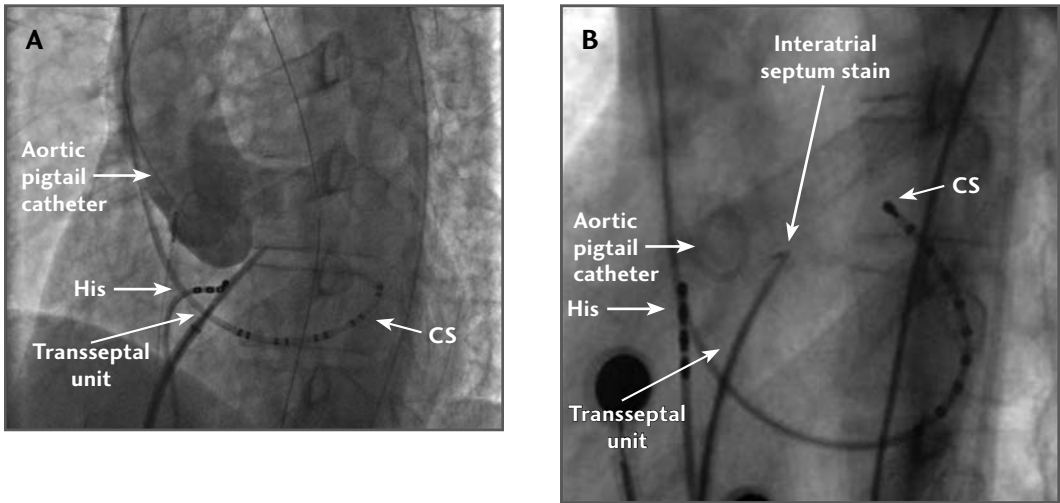 A
Aortic
pigtail
catheter
His
Transseptal
unit
CS
B
Interatrial
septum stain
CS
Aortic
pigtail
catheter
His
Transseptal
unit